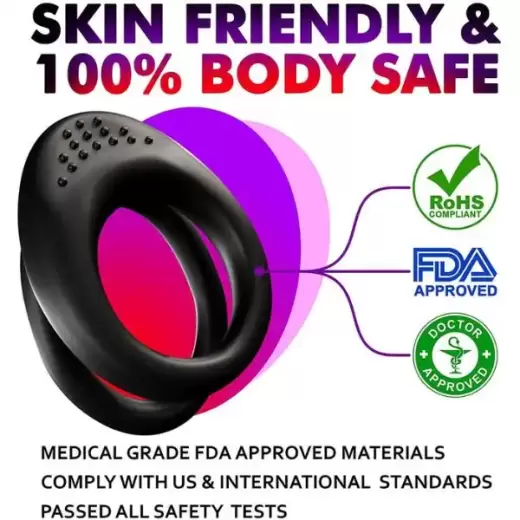 SKIN FRIENDLY &
100% BODY SAFE
RoHS
COMPLIANT
FDA
APPROVED
DOCTOR
APPROVED
MEDICAL GRADE FDA APPROVED MATERIALS
COMPLY WITH US & INTERNATIONAL STANDARDS
PASSED ALL SAFETY TESTS